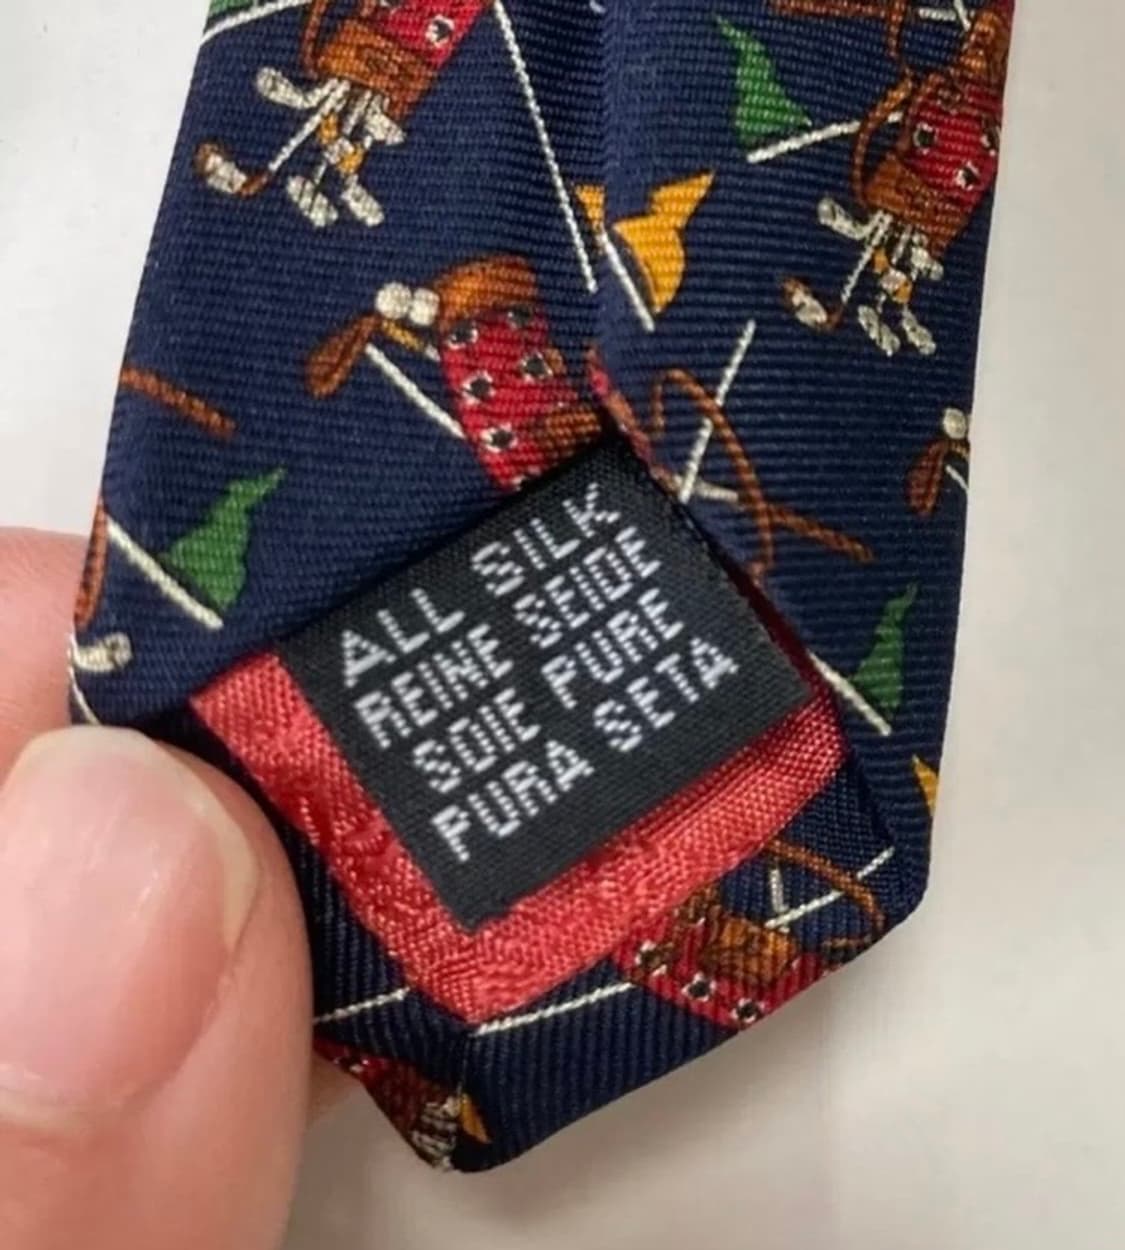 ALL SILK
REINE SEIDE
SOIE PURE
PURA SETA